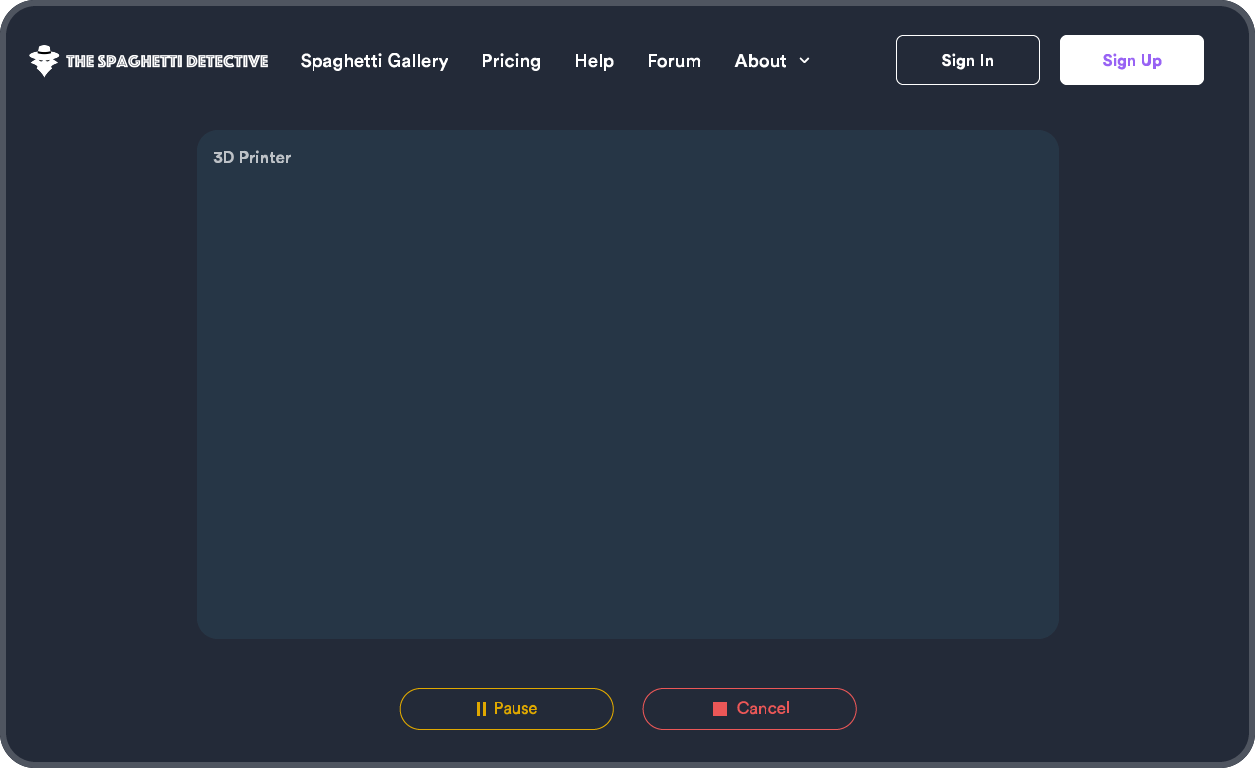 THE SPAGHETTI DETECTIVE Spaghetti Gallery Pricing Help Forum About Sign In Sign Up
3D Printer
Pause Cancel